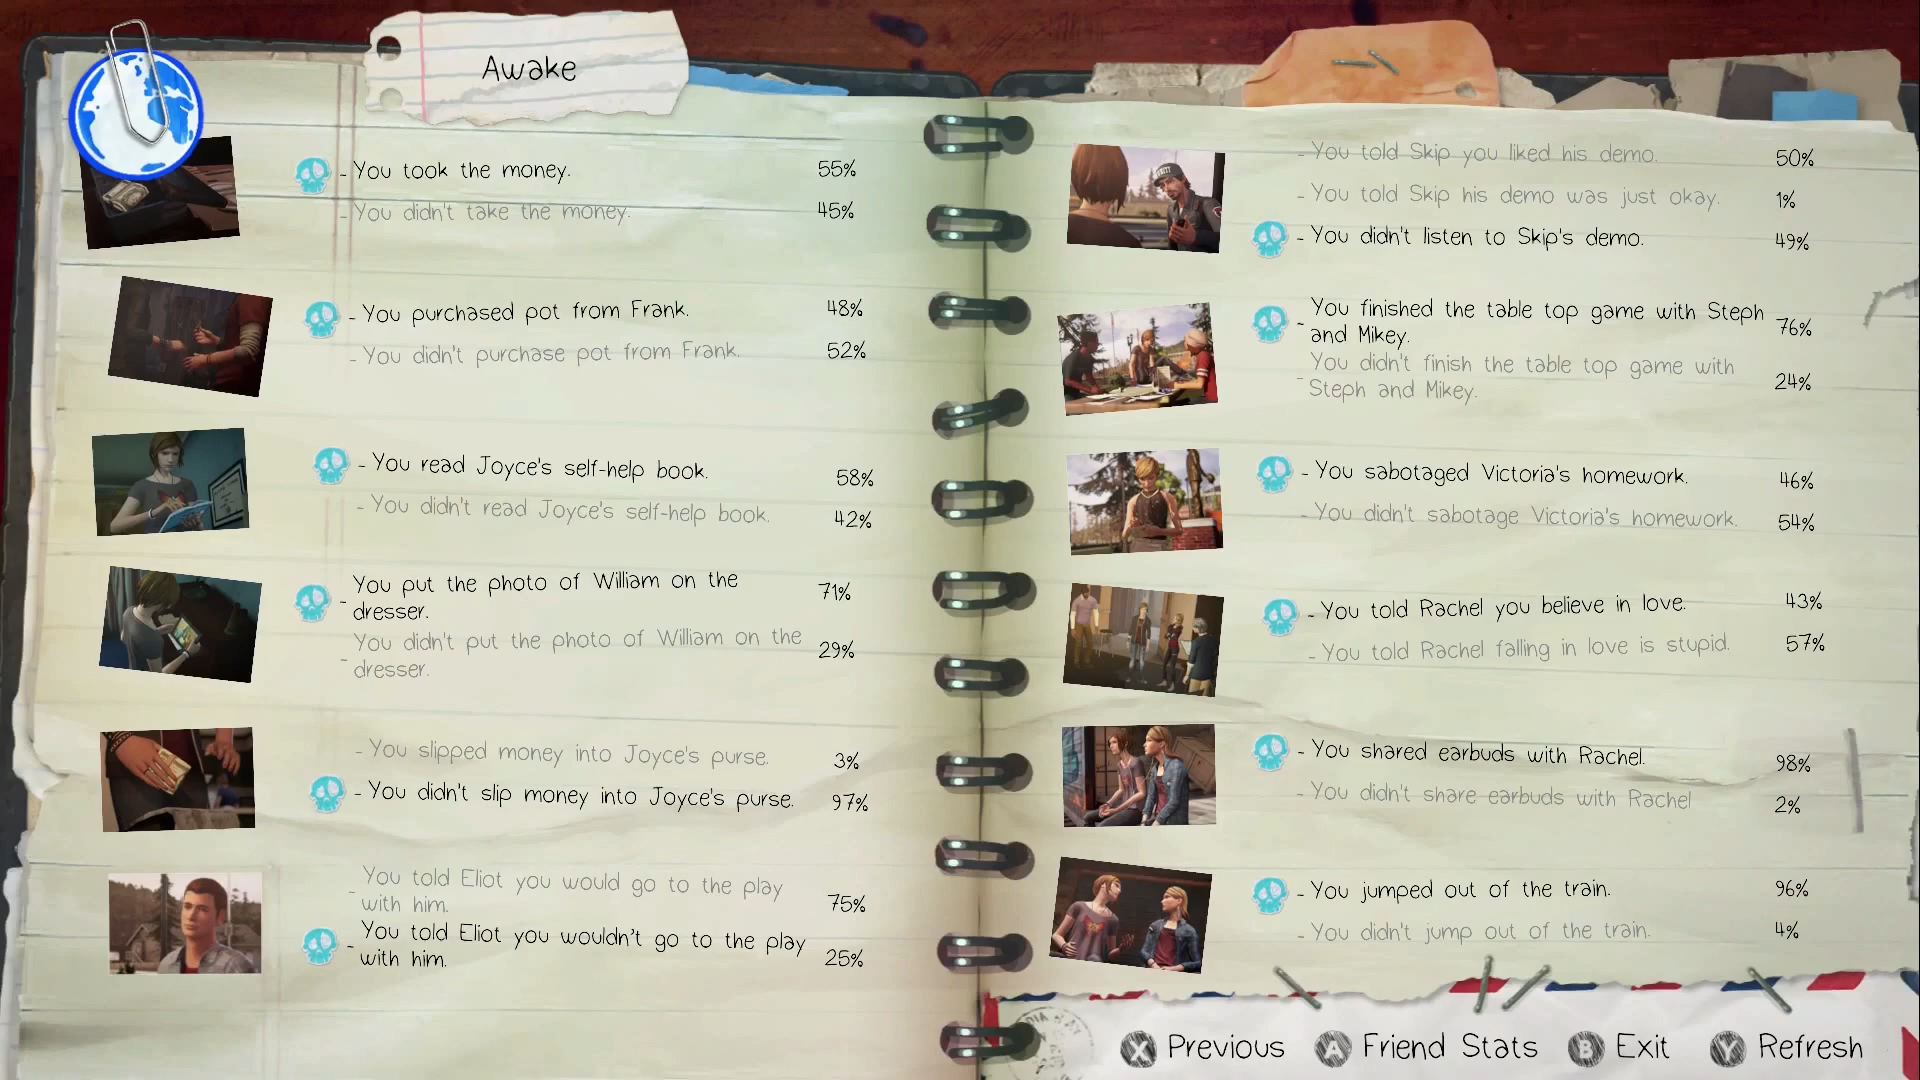 Awake
- You took the money. 55%
- You didn't take the money. 45%
- You purchased pot from Frank. 48%
- You didn't purchase pot from Frank. 52%
- You read Joyce's self-help book. 58%
- You didn't read Joyce's self-help book. 42%
- You put the photo of William on the
dresser. 71%
- You didn't put the photo of William on the
dresser. 29%
- You slipped money into Joyce's purse. 3%
- You didn't slip money into Joyce's purse. 97%
- You told Eliot you would go to the play
with him. 75%
- You told Eliot you wouldn't go to the play
with him. 25%
- You told Skip you liked his demo. 50%
- You told Skip his demo was just okay. 1%
- You didn't listen to Skip's demo. 49%
- You finished the table top game with Steph
and Mikey. 76%
- You didn't finish the table top game with
Steph and Mikey. 24%
- You sabotaged Victoria's homework. 46%
- You didn't sabotage Victoria's homework. 54%
- You told Rachel you believe in love. 43%
- You told Rachel falling in love is stupid. 57%
- You shared earbuds with Rachel. 98%
- You didn't share earbuds with Rachel 2%
- You jumped out of the train. 96%
- You didn't jump out of the train. 4%
X Previous A Friend Stats B Exit Y Refresh